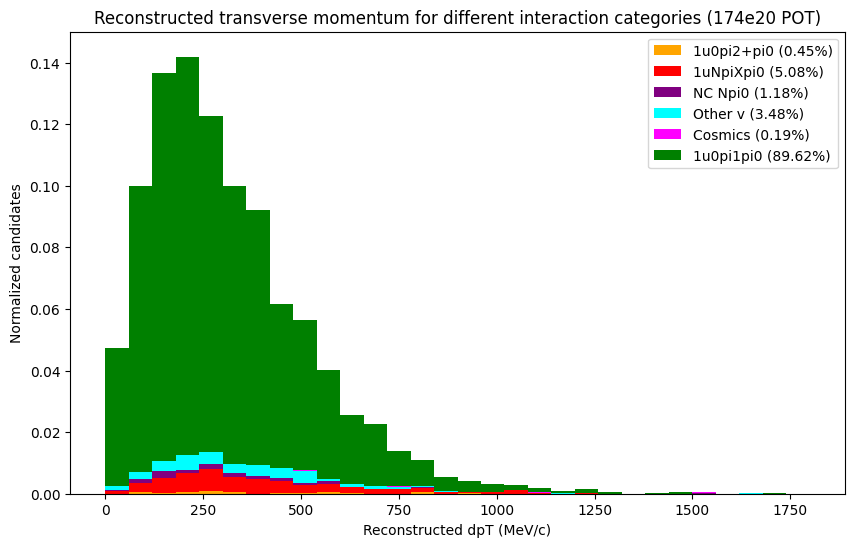 Reconstructed transverse momentum for different interaction categories (174e20 POT)
1u0pi2+pi0 (0.45%)
1uNpiXpi0 (5.08%)
NC Npi0 (1.18%)
Other v (3.48%)
Cosmics (0.19%)
1u0pi1pi0 (89.62%)
Normalized candidates
0.14
0.12
0.10
0.08
0.06
0.04
0.02
0.00
0 250 500 750 1000 1250 1500 1750
Reconstructed dpT (MeV/c)